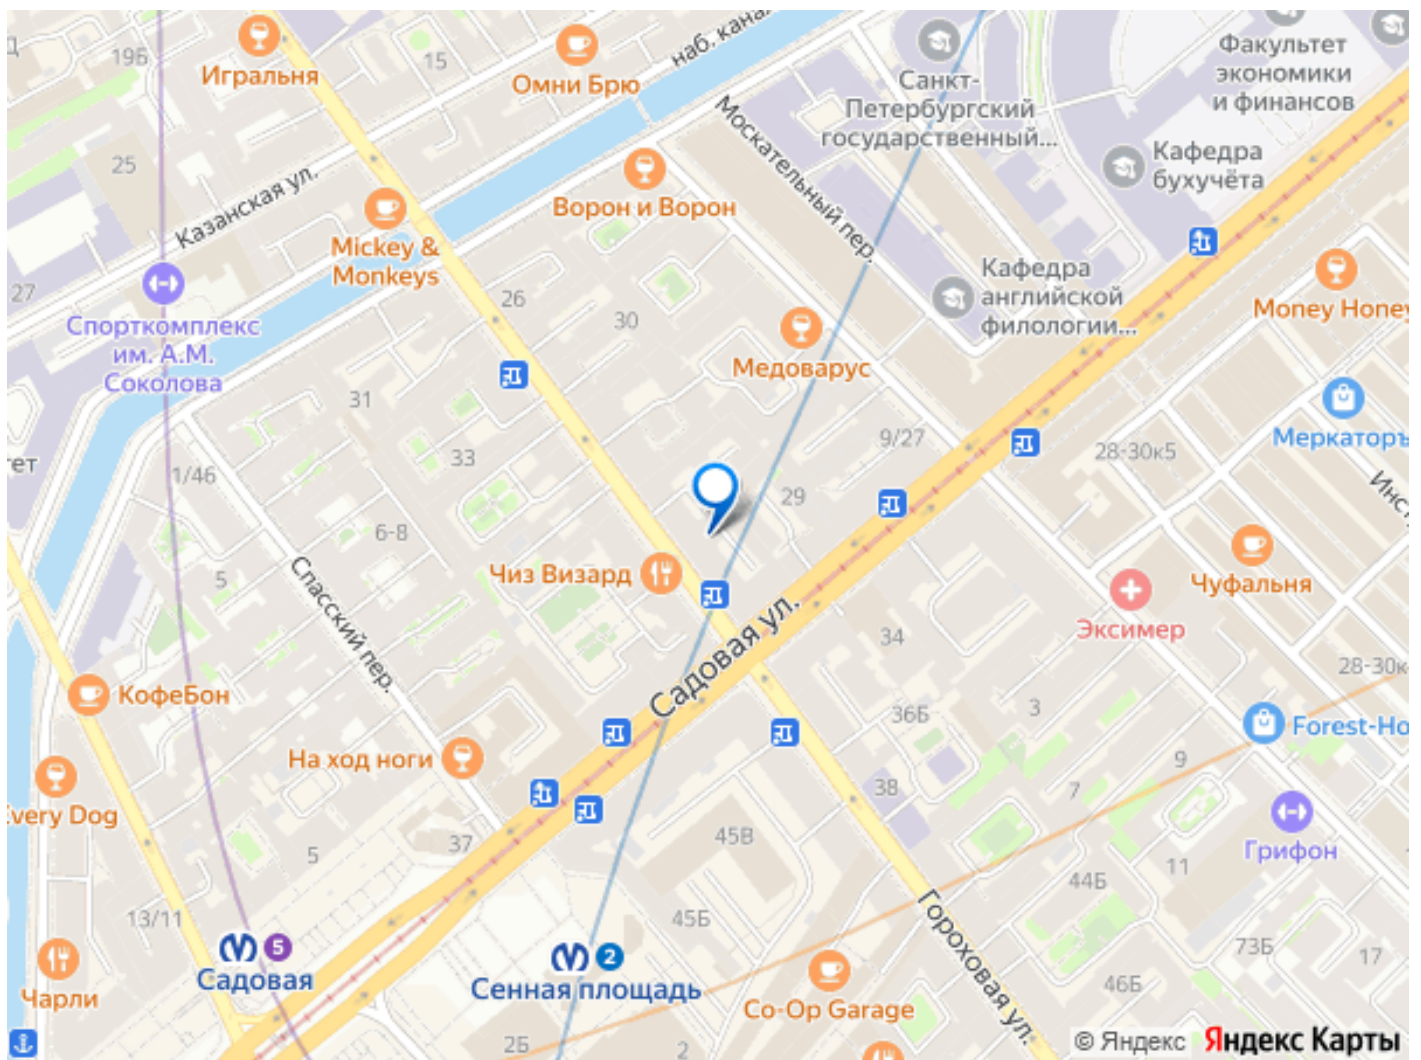 19Б
Игральня
15
Омни Брю
наб. кана
Санкт-
Петербургский
государственный...
Факультет
экономики
и финансов
25
Казанская ул.
Москательный пер.
Кафедра
бухучёта
Ворон и Ворон
Mickey &
Monkeys
27
Спорткомплекс
им. А.М.
Соколова
26
30
Кафедра
английской
филологии...
Money Honey
Медоварус
31
33
9/27
28-30к5
Меркаторъ
тет
1/46
29
Инст
6-8
5
Чиз Визард
Чуфальня
Эксимер
Спасский пер.
Садовая ул.
34
28-30к
КофеБон
36Б
3
Forest-Ho
На ход ноги
9
Every Dog
38
7
37
45В
Грифон
5
11
44Б
13/11
45Б
Гороховая ул.
73Б
17
5
Садовая
2
Сенная площадь
Чарли
Co-Op Garage
46Б
2Б
2
© Яндекс Яндекс Карты